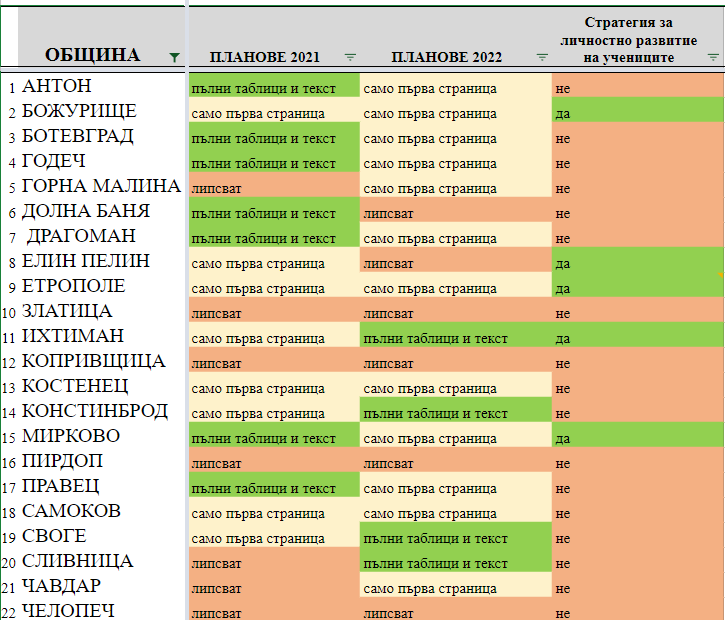 ОБЩИНА ПЛАНОВЕ 2021 ПЛАНОВЕ 2022 Стратегия за
личностно развитие
на учениците
1 АНТОН пълни таблици и текст само първа страница не
2 БОЖУРИЩЕ само първа страница само първа страница да
3 БОТЕВГРАД пълни таблици и текст само първа страница не
4 ГОДЕЧ пълни таблици и текст само първа страница не
5 ГОРНА МАЛИНА липсват само първа страница не
6 ДОЛНА БАНЯ пълни таблици и текст липсват не
7 ДРАГОМАН пълни таблици и текст само първа страница не
8 ЕЛИН ПЕЛИН само първа страница липсват да
9 ЕТРОПОЛЕ само първа страница само първа страница да
10 ЗЛАТИЦА липсват липсват не
11 ИХТИМАН само първа страница пълни таблици и текст да
12 КОПРИВЩИЦА липсват липсват не
13 КОСТЕНЕЦ само първа страница само първа страница не
14 КОНСТИНБРОД само първа страница пълни таблици и текст не
15 МИРКОВО пълни таблици и текст само първа страница да
16 ПИРДОП липсват липсват не
17 ПРАВЕЦ пълни таблици и текст само първа страница не
18 САМОКОВ само първа страница само първа страница не
19 СВОГЕ само първа страница пълни таблици и текст не
20 СЛИВНИЦА липсват пълни таблици и текст не
21 ЧАВДАР липсват само първа страница не
22 ЧЕЛОПЕЧ липсват липсват не